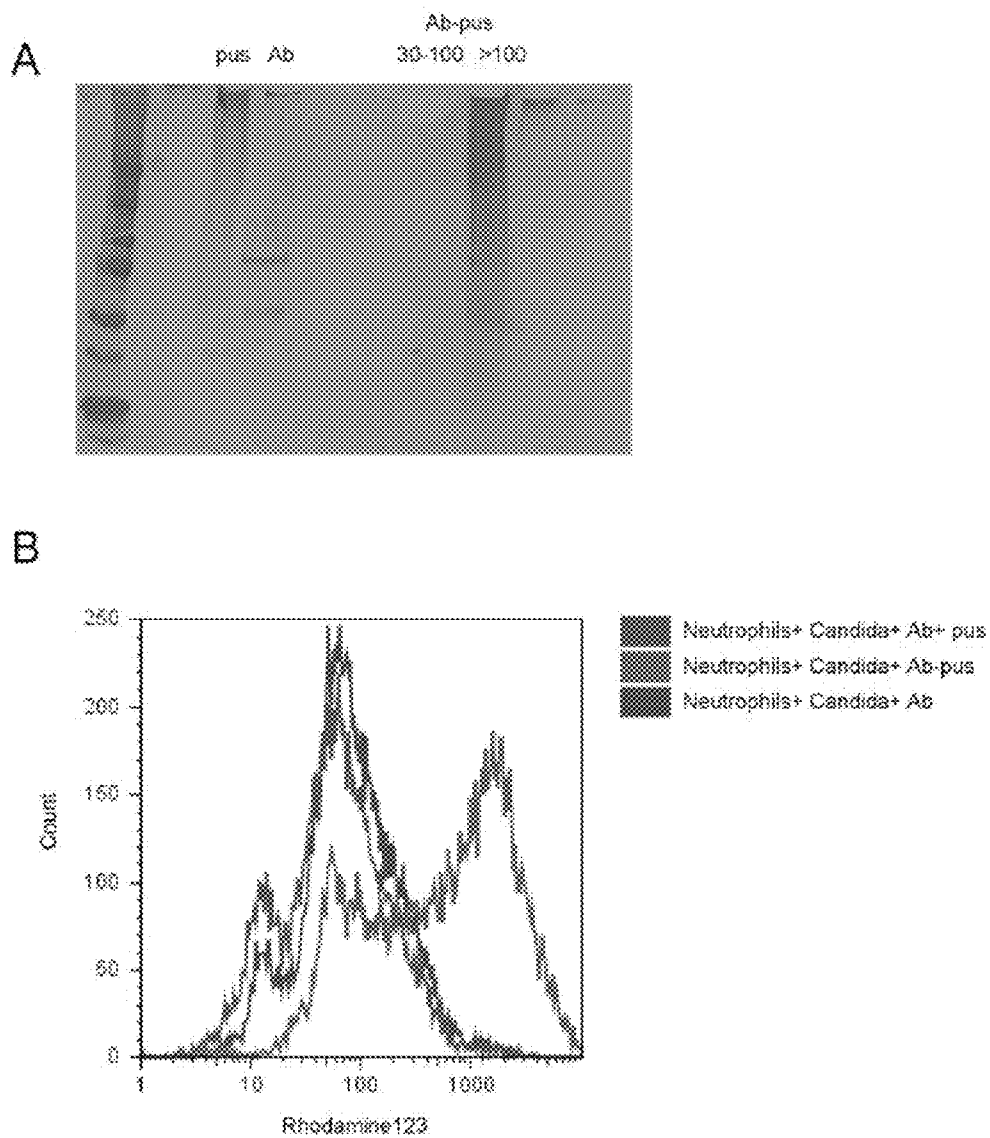 A
Ab-pus
pus Ab
30-100 >100
B
250
200
150
100
50
0
Count
1
10
100
1000
Rhodamine123
Neutrophils+ Candida+ Ab+ pus
Neutrophils+ Candida+ Ab-pus
Neutrophils+ Candida+ Ab